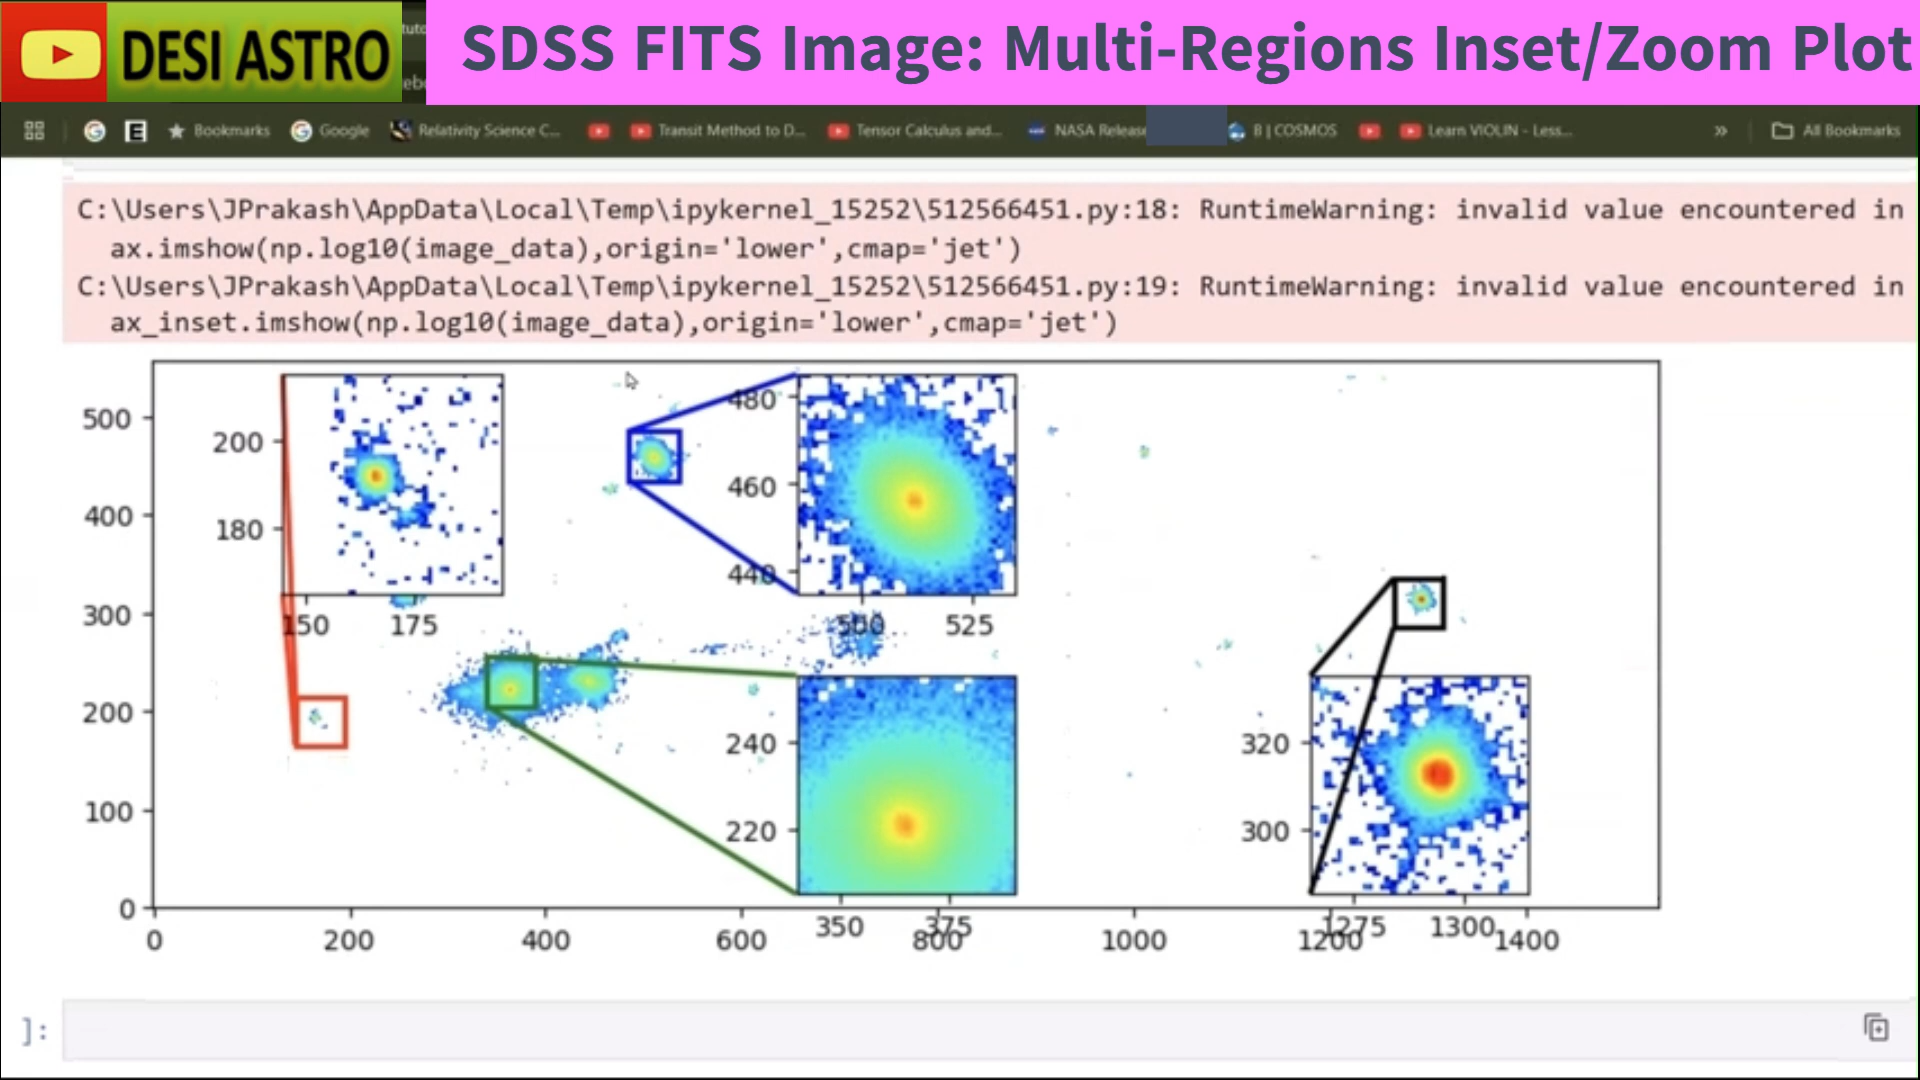 DESI ASTRO
SDSS FITS Image: Multi-Regions Inset/Zoom Plot
Bookmarks Google Relativity Science C... Transit Method to D... Tensor Calculus and... NASA Release B | COSMOS Learn VIOLIN - Less... » All Bookmarks
C:\Users\JPrakash\AppData\Local\Temp\ipykernel_15252\512566451.py:18: RuntimeWarning: invalid value encountered in
ax.imshow(np.log10(image_data),origin='lower',cmap='jet')
C:\Users\JPrakash\AppData\Local\Temp\ipykernel_15252\512566451.py:19: RuntimeWarning: invalid value encountered in
ax_inset.imshow(np.log10(image_data),origin='lower',cmap='jet')
500
400
300
200
100
0
200
180
150 175
480
460
440
500 525
240
220
350 375
320
300
1275 1300
0 200 400 600 800 1000 1200 1400
]: